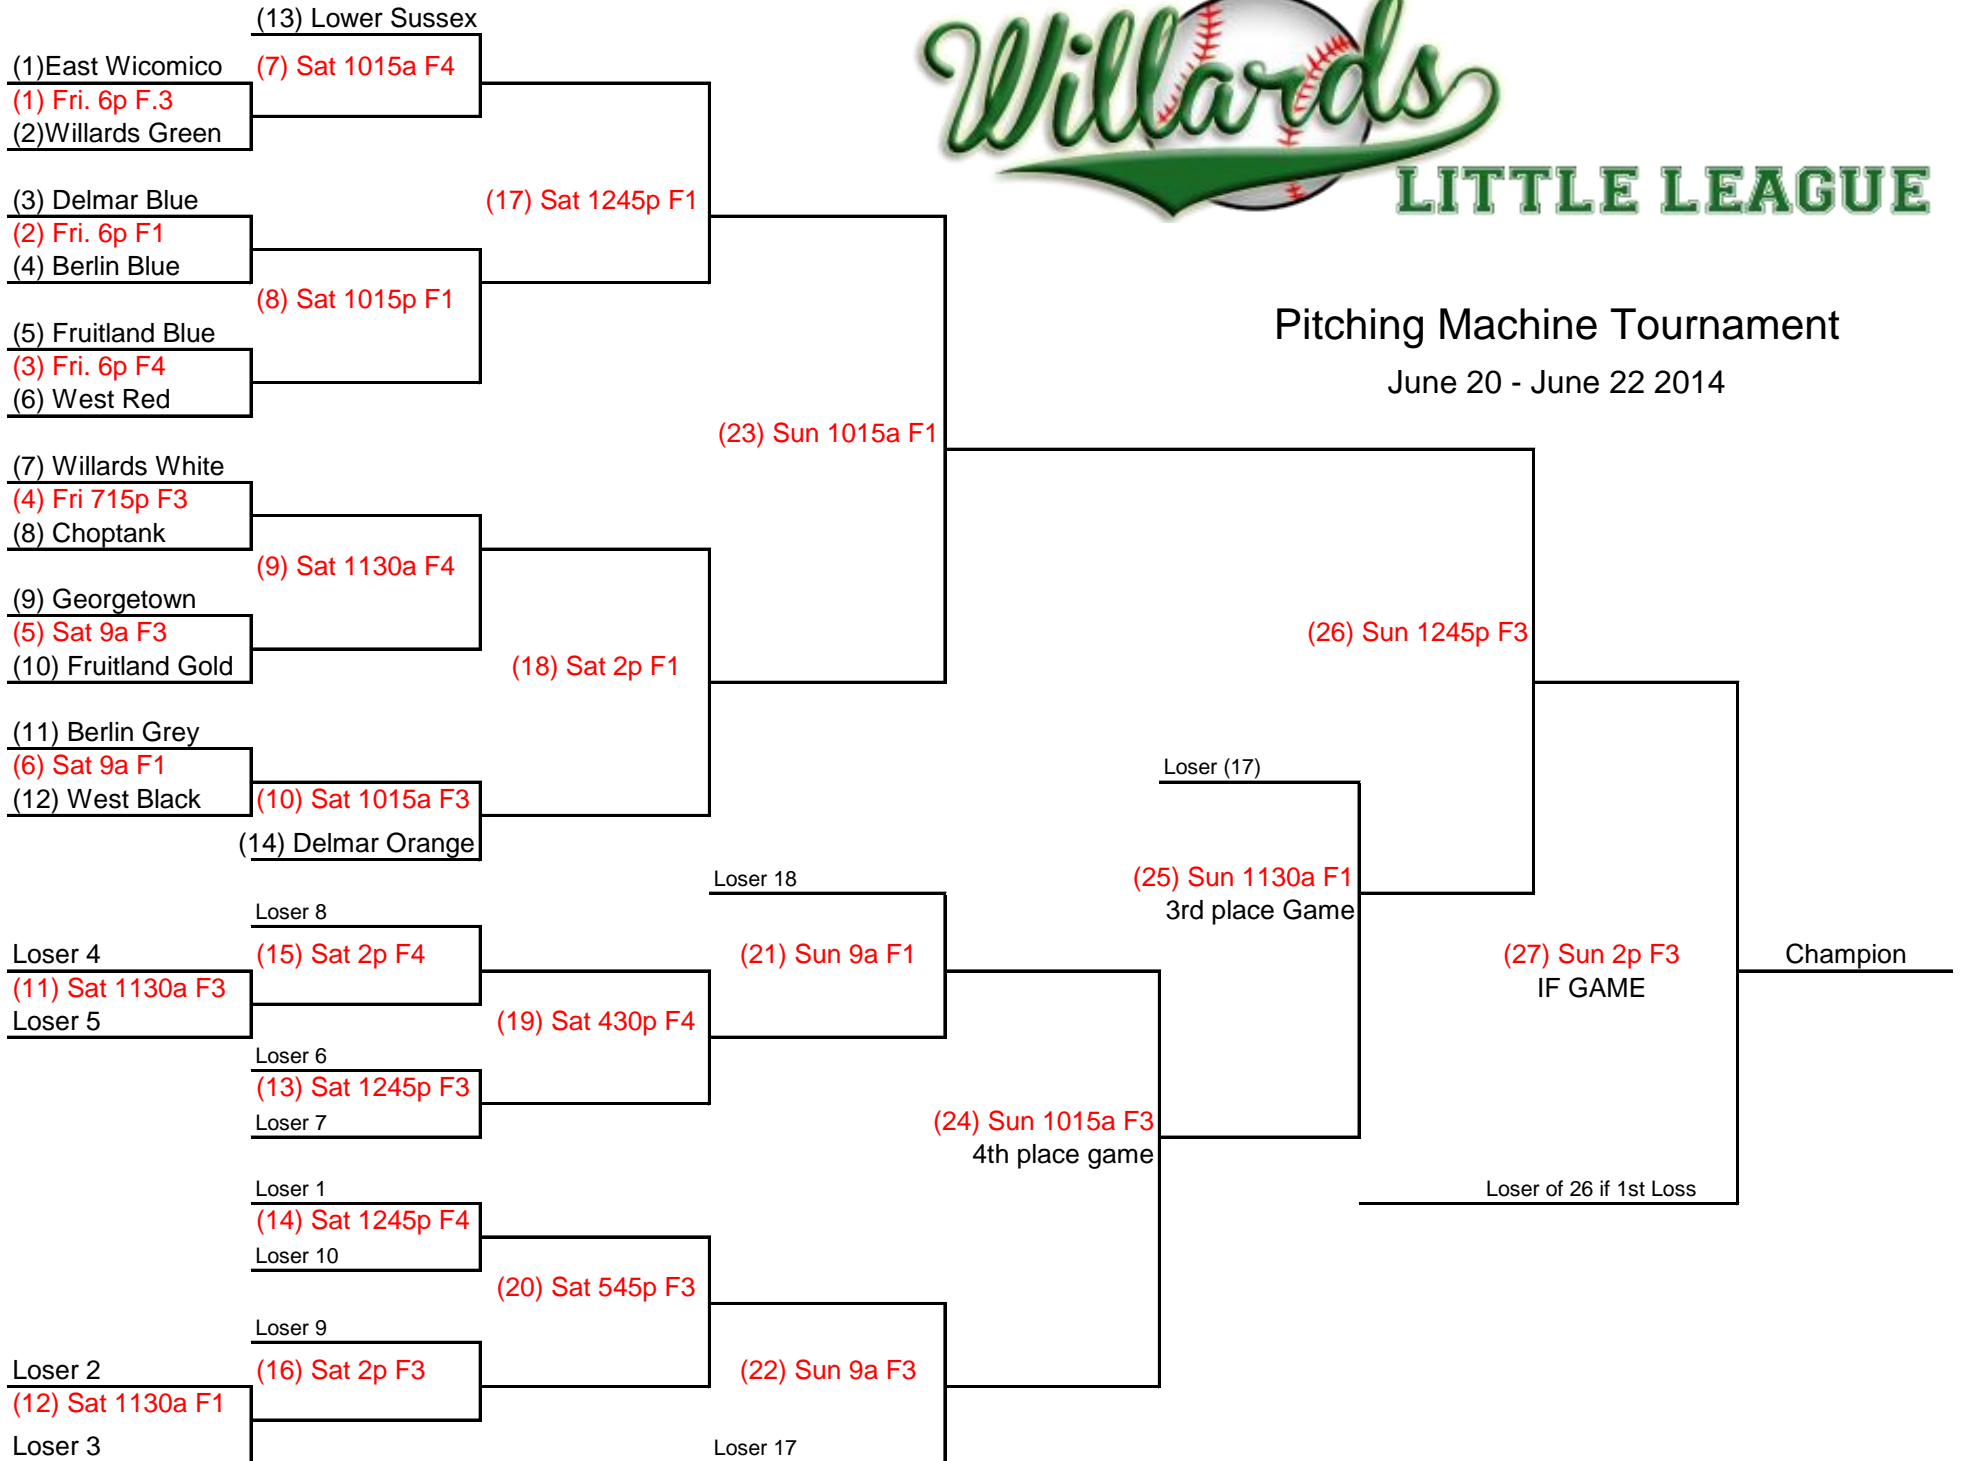 (13) Lower Sussex
(1)East Wicomico
(7) Sat 1015a F4
(1) Fri. 6p F.3
(2)Willards Green
Willards
LITTLE LEAGUE
(3) Delmar Blue
(17) Sat 1245p F1
(2) Fri. 6p F1
(4) Berlin Blue
(8) Sat 1015p F1
Pitching Machine Tournament
(5) Fruitland Blue
(3) Fri. 6p F4
June 20 - June 22 2014
(6) West Red
(23) Sun 1015a F1
(7) Willards White
(4) Fri 715p F3
(8) Choptank
(9) Sat 1130a F4
(9) Georgetown
(5) Sat 9a F3
(26) Sun 1245p F3
(10) Fruitland Gold
(18) Sat 2p F1
(11) Berlin Grey
(6) Sat 9a F1
Loser (17)
(12) West Black
(10) Sat 1015a F3
(14) Delmar Orange
Loser 18
(25) Sun 1130a F1
3rd place Game
Loser 8
Loser 4
(15) Sat 2p F4
(21) Sun 9a F1
(27) Sun 2p F3
Champion
(11) Sat 1130a F3
IF GAME
Loser 5
(19) Sat 430p F4
Loser 6
(13) Sat 1245p F3
Loser 7
(24) Sun 1015a F3
4th place game
Loser 1
Loser of 26 if 1st Loss
(14) Sat 1245p F4
Loser 10
(20) Sat 545p F3
Loser 9
Loser 2
(16) Sat 2p F3
(22) Sun 9a F3
(12) Sat 1130a F1
Loser 3
Loser 17